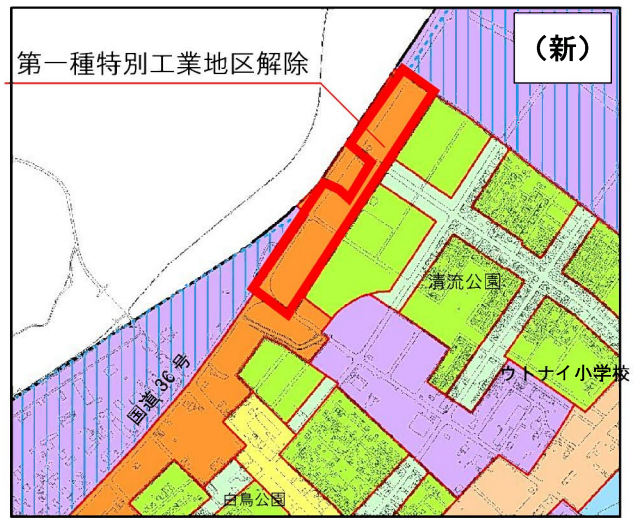 (新)
第一種特別工業地区解除
清流公園
ウトナイ小学校
国道36号
白鳥公園